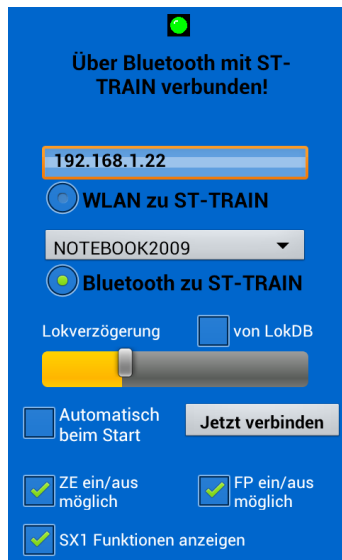 Über Bluetooth mit ST-
TRAIN verbunden!
192.168.1.22
WLAN zu ST-TRAIN
NOTEBOOK2009
Bluetooth zu ST-TRAIN
Lokverzögerung
von LokDB
Automatisch
beim Start
Jetzt verbinden
ZE ein/aus
möglich
FP ein/aus
möglich
SX1 Funktionen anzeigen